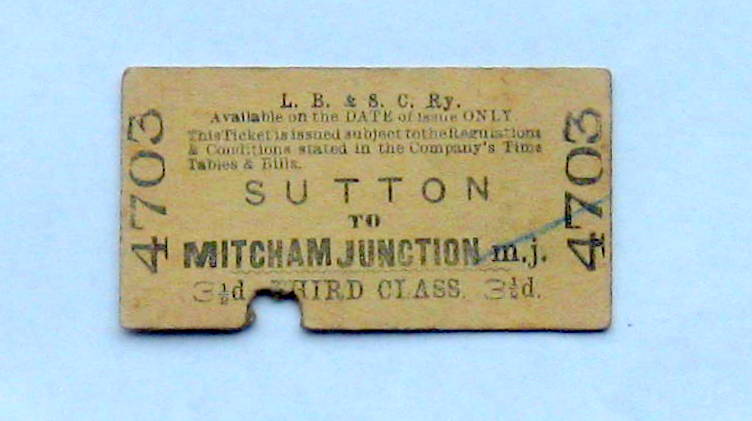 L. B. & S. C. Ry.
Available on the DATE of issue ONLY
This Ticket is issued subject to the Regulations
& Conditions stated in the Company's Time
Tables & Bills.
SUTTON
TO
MITCHAM JUNCTION m.j.
3½d. THIRD CLASS. 3½d.
4703
4703